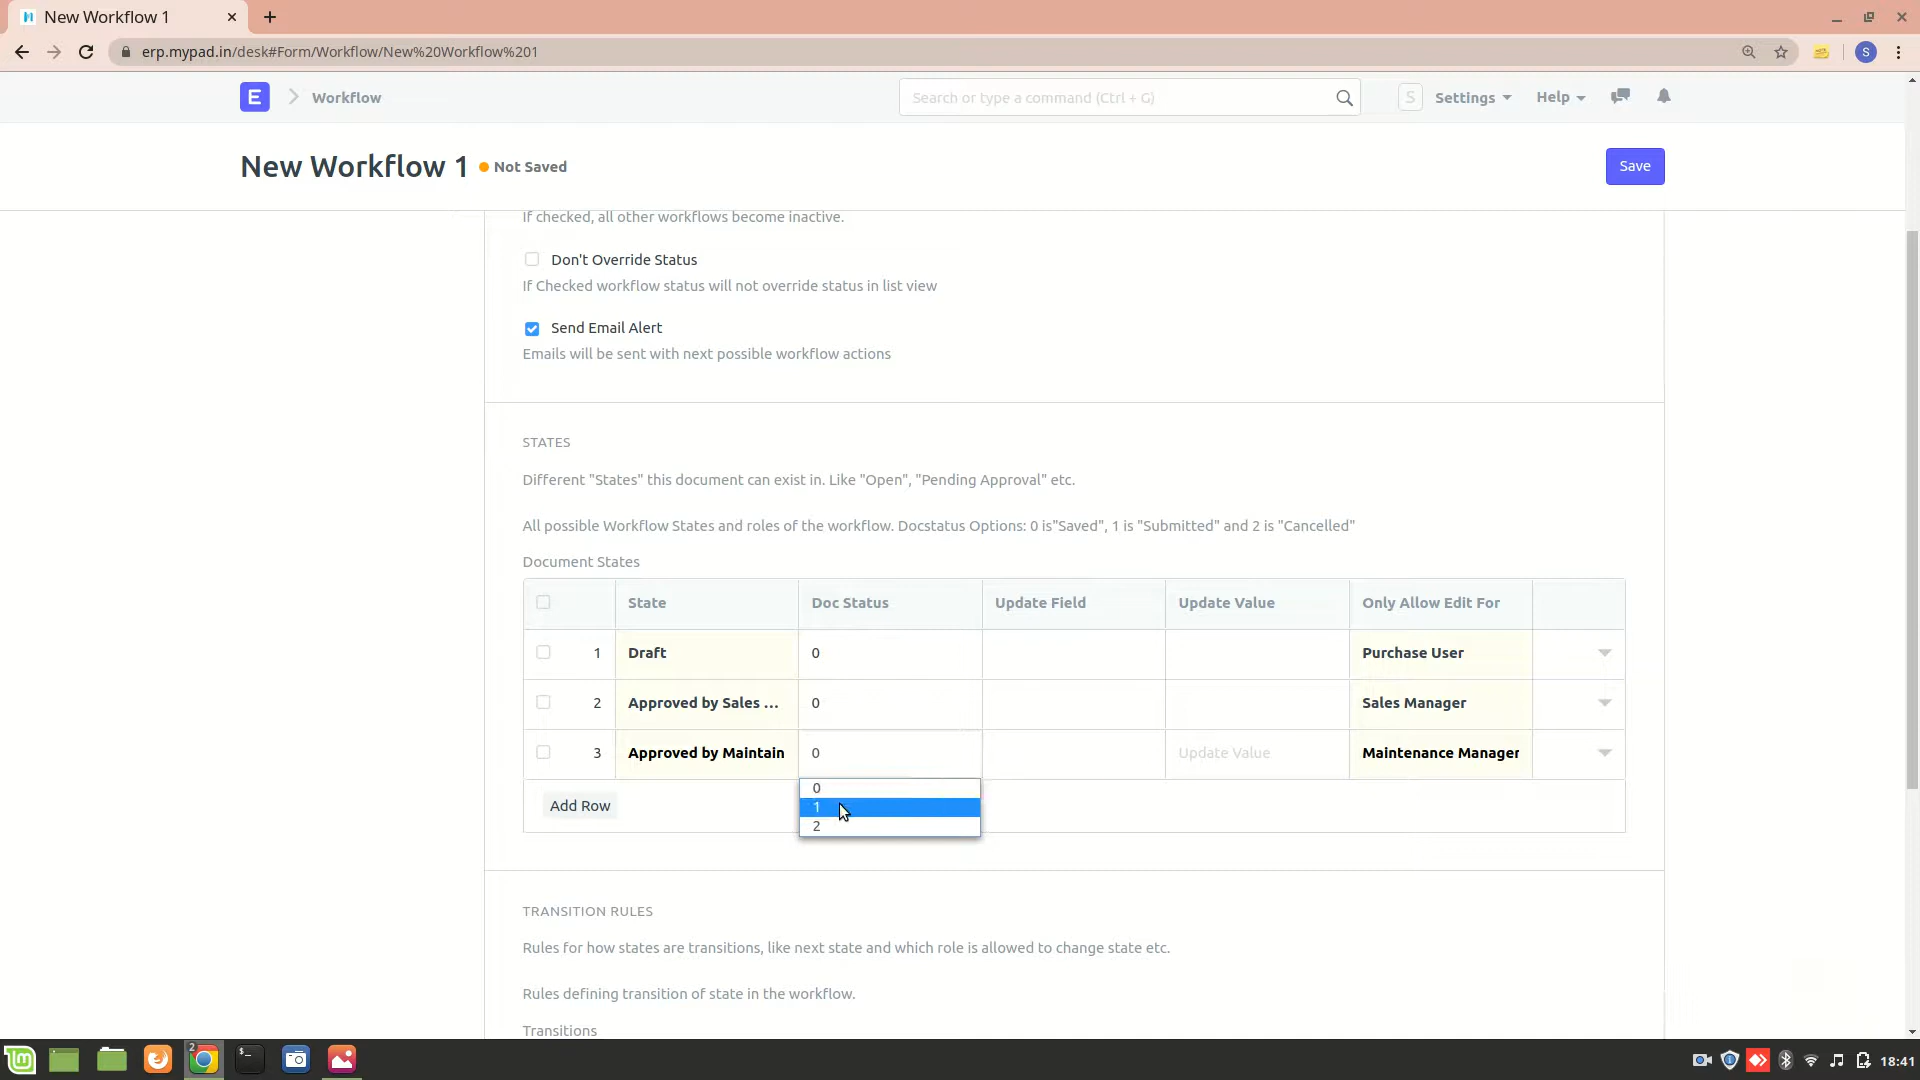 New Workflow 1
erp.mypad.in/desk#Form/Workflow/New%20Workflow%201
S
E
Workflow
Search or type a command (Ctrl + G)
S
Settings
Help
New Workflow 1
Not Saved
Save
If checked, all other workflows become inactive.
Don't Override Status
If Checked workflow status will not override status in list view
Send Email Alert
Emails will be sent with next possible workflow actions
STATES
Different "States" this document can exist in. Like "Open", "Pending Approval" etc.
All possible Workflow States and roles of the workflow. Docstatus Options: 0 is"Saved", 1 is "Submitted" and 2 is "Cancelled"
Document States
State Doc Status Update Field Update Value Only Allow Edit For
1 Draft 0 Purchase User
2 Approved by Sales ... 0 Sales Manager
3 Approved by Maintain 0 Update Value Maintenance Manager
0
1
2
Add Row
TRANSITION RULES
Rules for how states are transitions, like next state and which role is allowed to change state etc.
Rules defining transition of state in the workflow.
Transitions
2
18:41